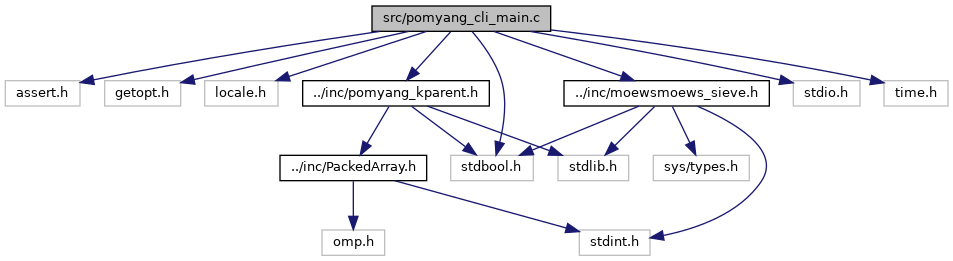 src/pomyang_cli_main.c
assert.h
getopt.h
locale.h
../inc/pomyang_kparent.h
../inc/moewsmoews_sieve.h
stdio.h
time.h
../inc/PackedArray.h
stdbool.h
stdlib.h
sys/types.h
omp.h
stdint.h